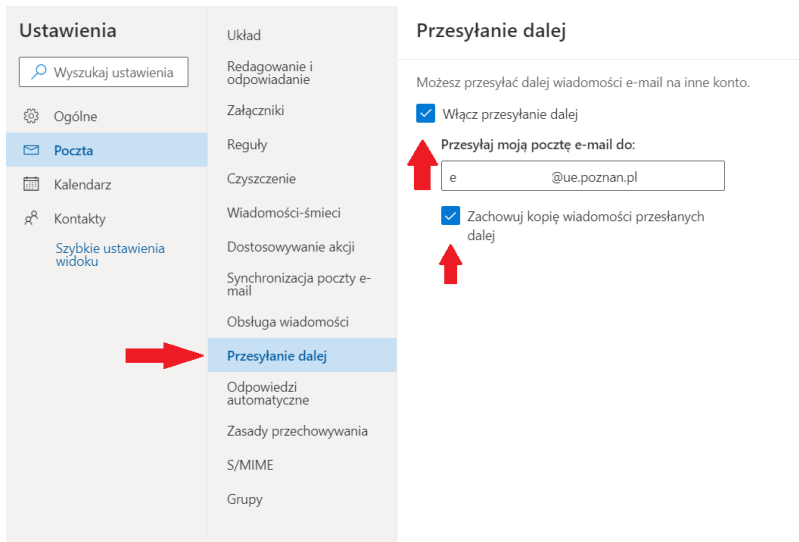 Ustawienia
Wyszukaj ustawienia
Ogólne
Poczta
Kalendarz
Kontakty
Szybkie ustawienia
widoku
Układ
Redagowanie i
odpowiadanie
Załączniki
Reguły
Czyszczenie
Wiadomości-śmieci
Dostosowywanie akcji
Synchronizacja poczty e-
mail
Obsługa wiadomości
Przesyłanie dalej
Odpowiedzi
automatyczne
Zasady przechowywania
S/MIME
Grupy
Przesyłanie dalej
Możesz przesyłać dalej wiadomości e-mail na inne konto.
Włącz przesyłanie dalej
Przesyłaj moją pocztę e-mail do:
e @ue.poznan.pl
Zachowuj kopię wiadomości przesłanych
dalej